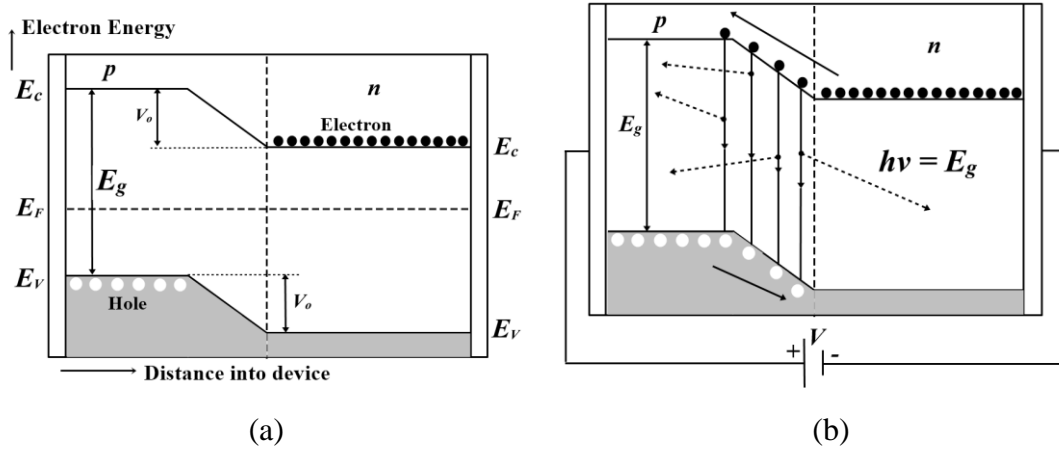 Electron Energy
p
n
E_c
V_o
Electron
E_c
E_g
E_F
E_F
E_V
Hole
V_o
E_V
Distance into device
(a)
p
n
E_g
hν = E_g
V
+
-
(b)